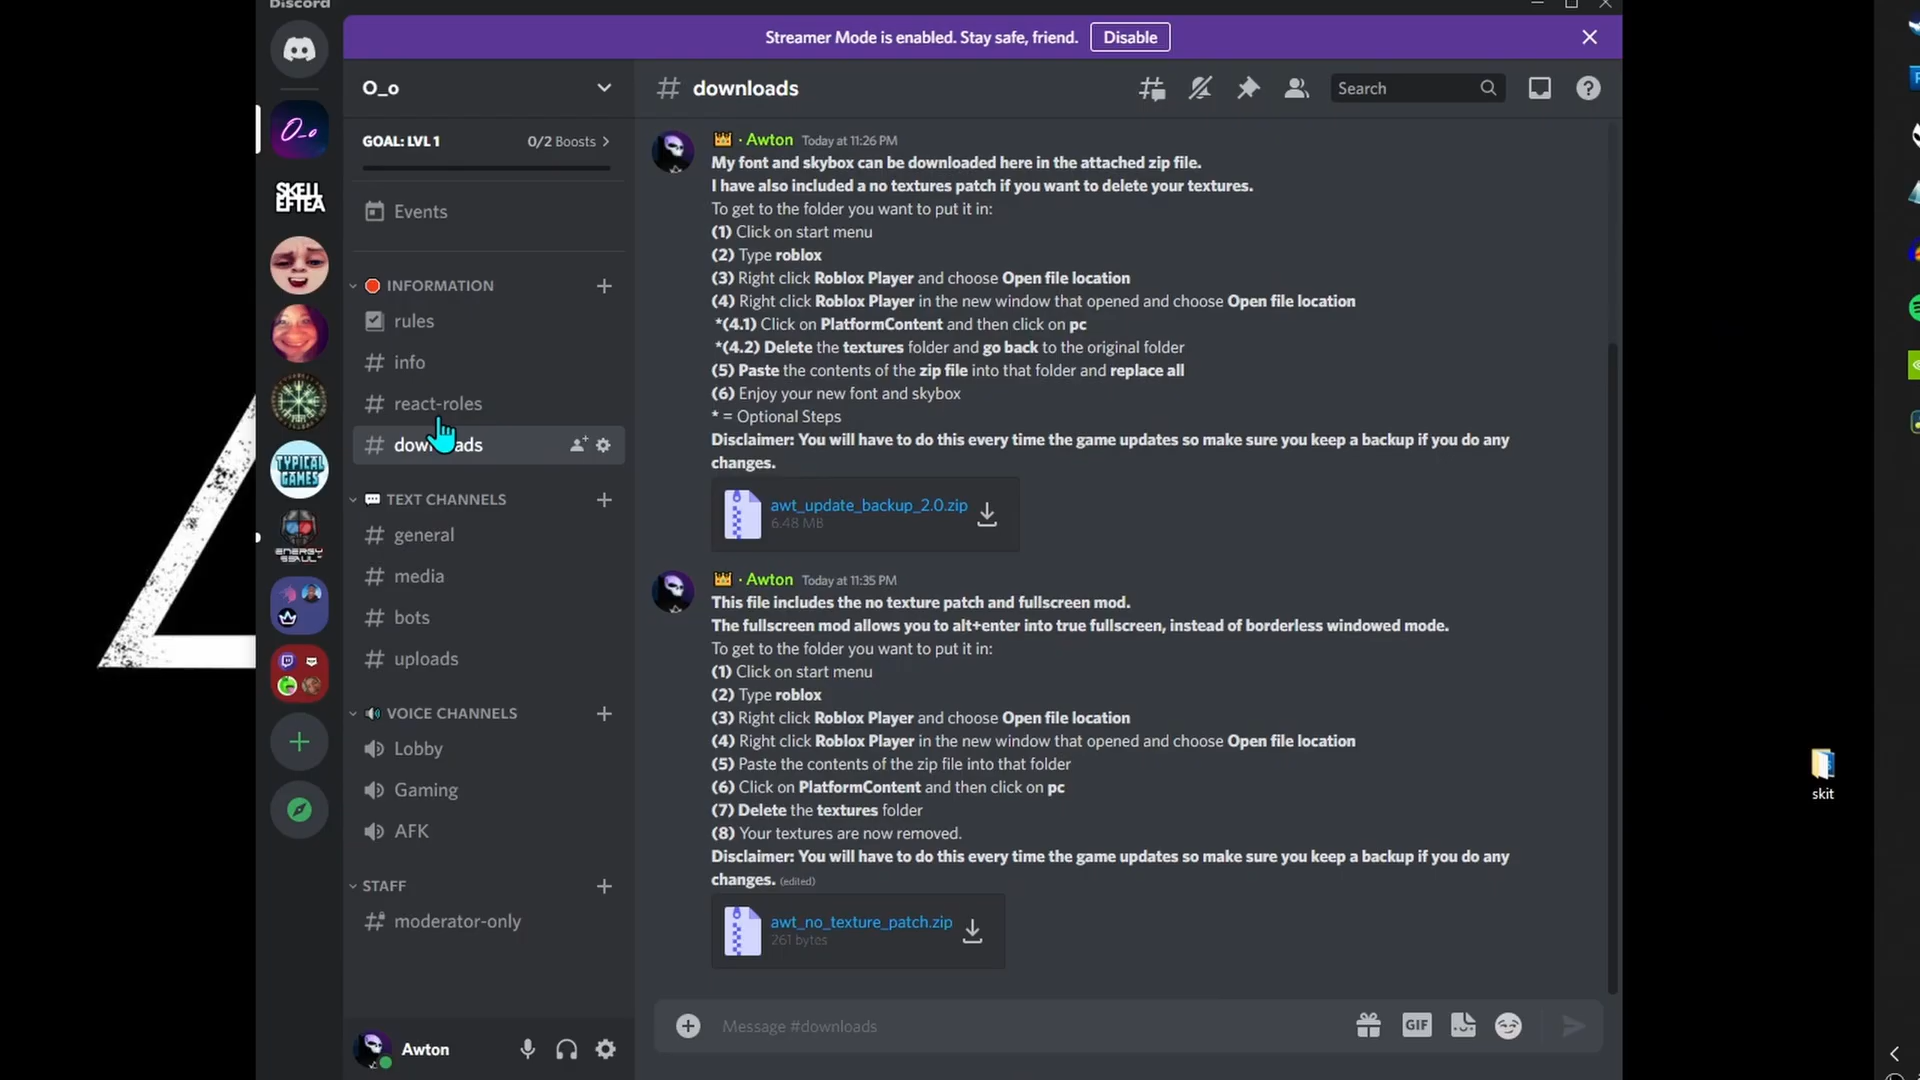 Discord
Streamer Mode is enabled. Stay safe, friend.
Disable
O_o
GOAL: LVL 1
0/2 Boosts
Events
INFORMATION
rules
info
react-roles
downloads
TEXT CHANNELS
general
media
bots
uploads
VOICE CHANNELS
Lobby
Gaming
AFK
STAFF
moderator-only
Awton
O_o
SKELL
EFTEA
TYPICAL
GAMES
downloads
Search
· Awton Today at 11:26 PM
My font and skybox can be downloaded here in the attached zip file.
I have also included a no textures patch if you want to delete your textures.
To get to the folder you want to put it in:
(1) Click on start menu
(2) Type roblox
(3) Right click Roblox Player and choose Open file location
(4) Right click Roblox Player in the new window that opened and choose Open file location
*(4.1) Click on PlatformContent and then click on pc
*(4.2) Delete the textures folder and go back to the original folder
(5) Paste the contents of the zip file into that folder and replace all
(6) Enjoy your new font and skybox
* = Optional Steps
Disclaimer: You will have to do this every time the game updates so make sure you keep a backup if you do any
changes.
awt_update_backup_2.0.zip
6.48 MB
· Awton Today at 11:35 PM
This file includes the no texture patch and fullscreen mod.
The fullscreen mod allows you to alt+enter into true fullscreen, instead of borderless windowed mode.
To get to the folder you want to put it in:
(1) Click on start menu
(2) Type roblox
(3) Right click Roblox Player and choose Open file location
(4) Right click Roblox Player in the new window that opened and choose Open file location
(5) Paste the contents of the zip file into that folder
(6) Click on PlatformContent and then click on pc
(7) Delete the textures folder
(8) Your textures are now removed.
Disclaimer: You will have to do this every time the game updates so make sure you keep a backup if you do any
changes. (edited)
awt_no_texture_patch.zip
261 bytes
Message #downloads
GIF
skit